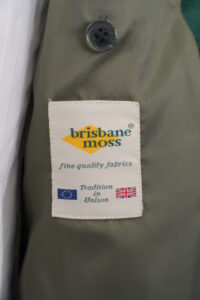 brisbane
moss
fine quality fabrics
Tradition
in
Unison